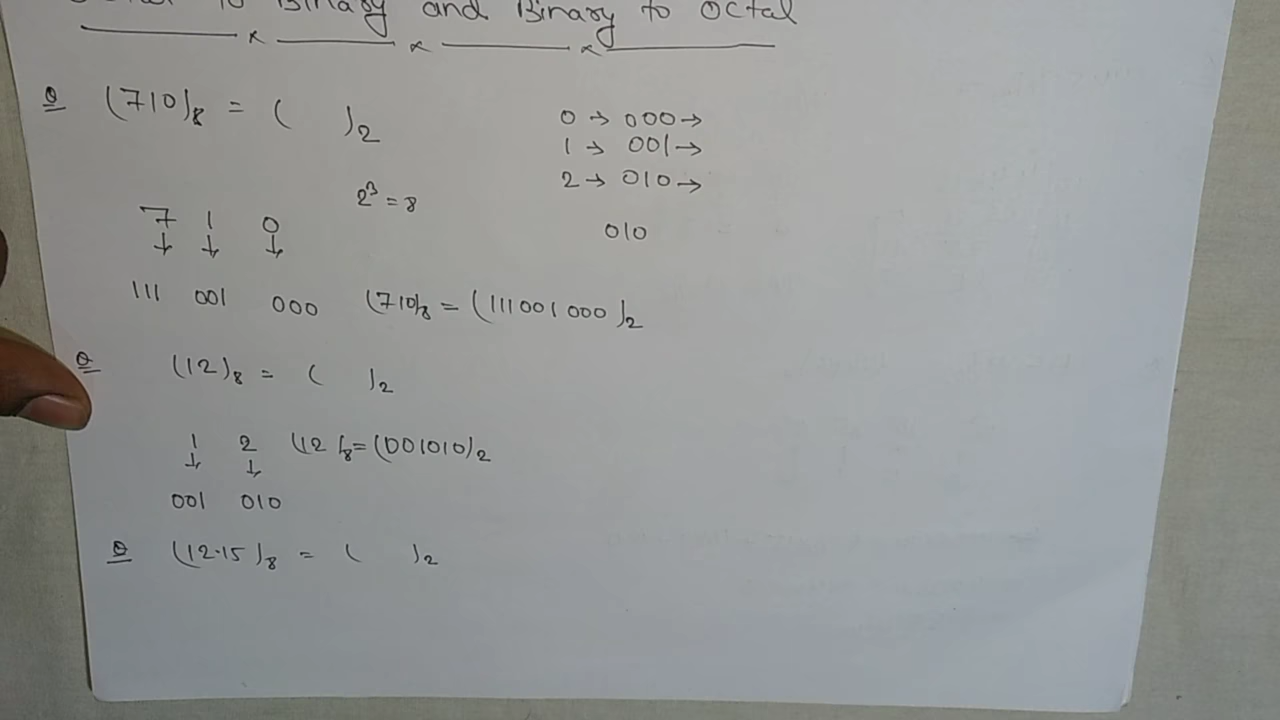 to Binary and Binary to Octal
Q (710)₈ = ( )₂
0 → 000 →
1 → 001 →
2 → 010 →
2³ = 8
7 1 0
010
111 001 000 (710)₈ = (111001000)₂
Q (12)₈ = ( )₂
1 2 (12)₈ = (001010)₂
001 010
Q (12.15)₈ = ( )₂